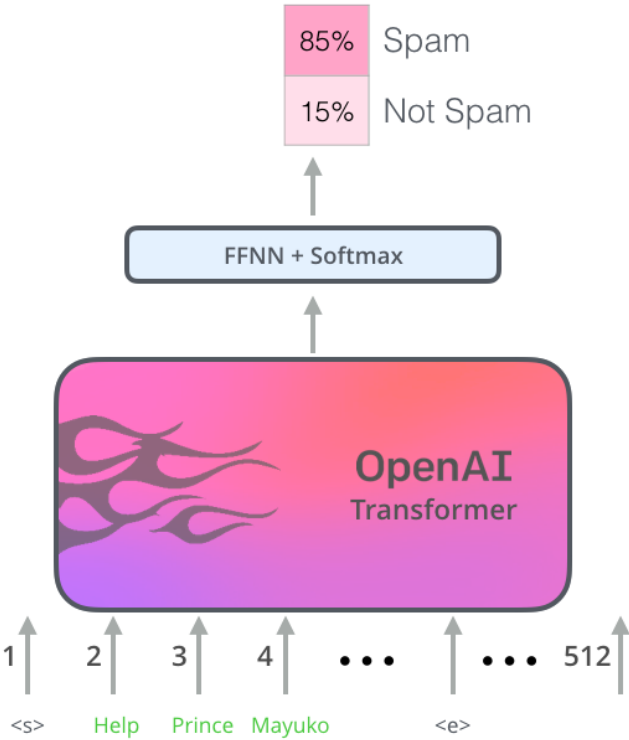 85% Spam
15% Not Spam
FFNN + Softmax
OpenAI
Transformer
1 2 3 4 ••• ••• 512
<s> Help Prince Mayuko <e>